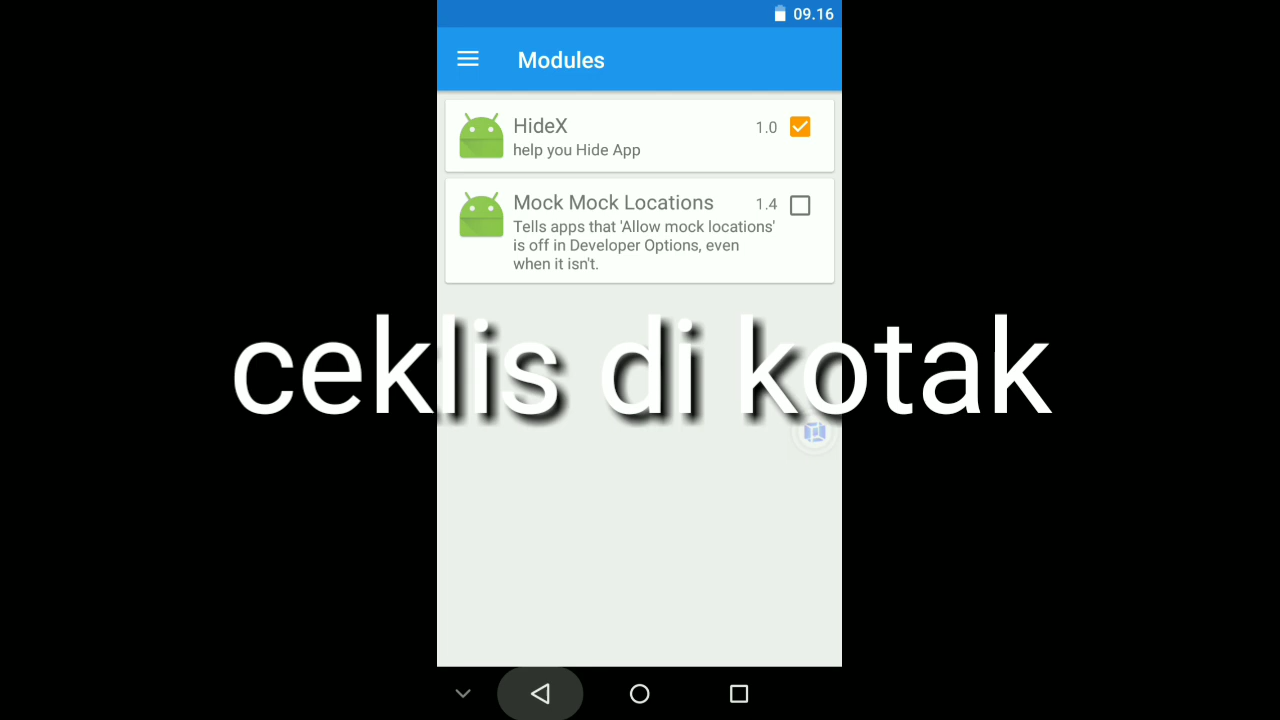 09.16
Modules
HideX 1.0
help you Hide App
Mock Mock Locations 1.4
Tells apps that 'Allow mock locations'
is off in Developer Options, even
when it isn't.
ceklis di kotak